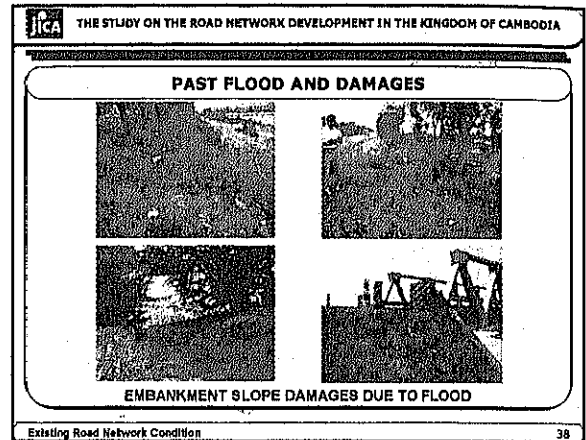 JICA THE STUDY ON THE ROAD NETWORK DEVELOPMENT IN THE KINGDOM OF CAMBODIA
PAST FLOOD AND DAMAGES
EMBANKMENT SLOPE DAMAGES DUE TO FLOOD
Existing Road Network Condition 38